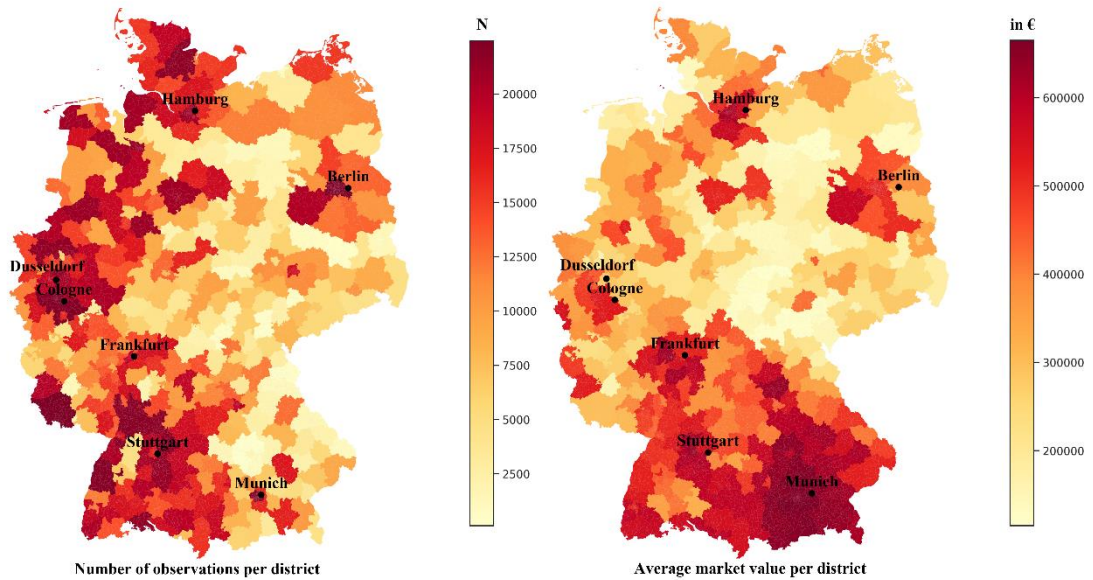 N
20000
17500
15000
12500
10000
7500
5000
2500
Hamburg
Berlin
Dusseldorf
Cologne
Frankfurt
Stuttgart
Munich
Number of observations per district
in €
600000
500000
400000
300000
200000
Hamburg
Berlin
Dusseldorf
Cologne
Frankfurt
Stuttgart
Munich
Average market value per district